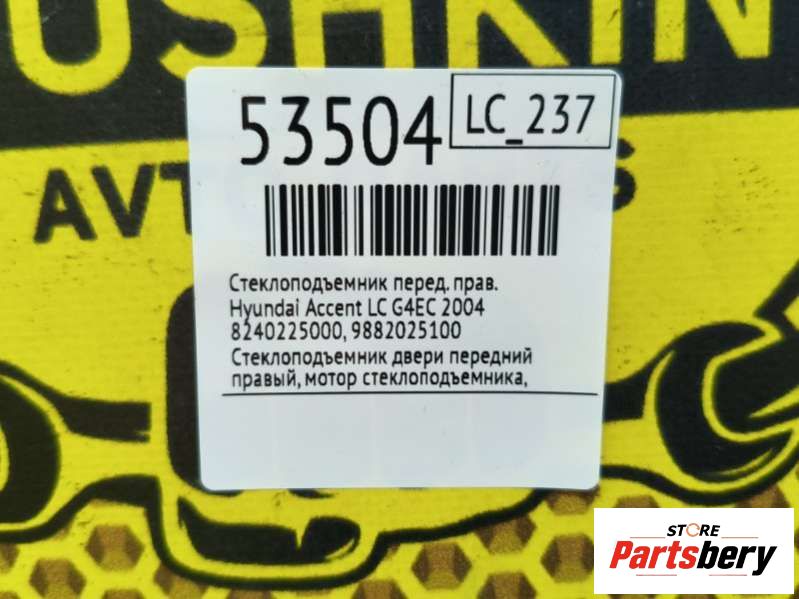 USHKIN
53504
LC_237
АВТ
Стеклоподъемник перед. прав.
Hyundai Accent LC G4EC 2004
8240225000, 9882025100
Стеклоподъемник двери передний
правый, мотор стеклоподъемника,
STORE
Partsbery